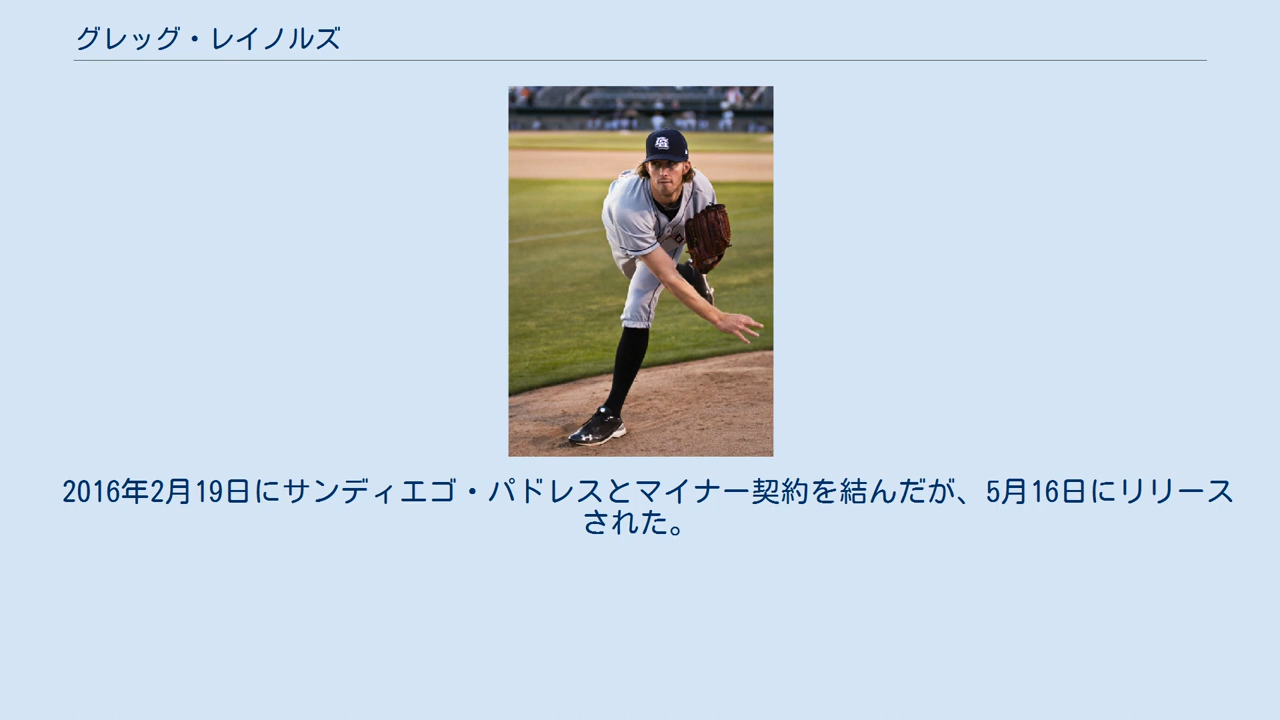 グレッグ・レイノルズ
2016年2月19日にサンディエゴ・パドレスとマイナー契約を結んだが、5月16日にリリース
された。